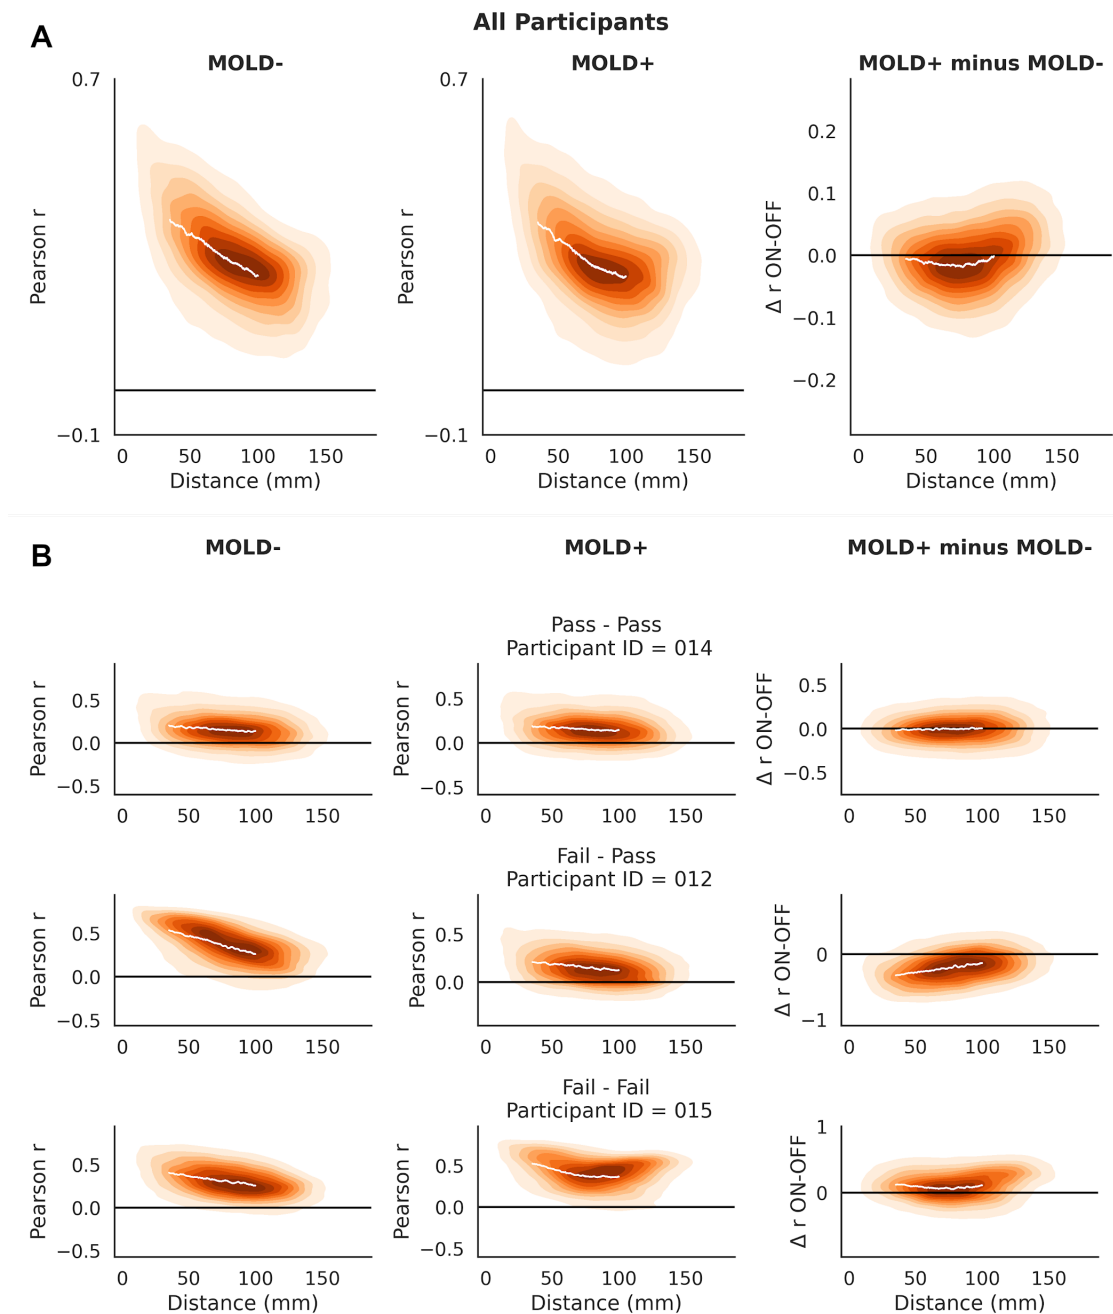 A
All Participants
MOLD-
MOLD+
MOLD+ minus MOLD-
0.7
−0.1
Pearson r
0 50 100 150
Distance (mm)
0.7
−0.1
Pearson r
0 50 100 150
Distance (mm)
0.2
0.1
0.0
−0.1
−0.2
Δ r ON-OFF
0 50 100 150
Distance (mm)
B
MOLD-
MOLD+
MOLD+ minus MOLD-
Pass - Pass
Participant ID = 014
Pearson r
0.5
0.0
−0.5
0 50 100 150
Pearson r
0.5
0.0
−0.5
0 50 100 150
Δ r ON-OFF
0.5
0.0
−0.5
0 50 100 150
Fail - Pass
Participant ID = 012
Pearson r
0.5
0.0
−0.5
0 50 100 150
Pearson r
0.5
0.0
0 50 100 150
Δ r ON-OFF
0
−1
0 50 100 150
Fail - Fail
Participant ID = 015
Pearson r
0.5
0.0
−0.5
0 50 100 150
Distance (mm)
Pearson r
0.5
0.0
−0.5
0 50 100 150
Distance (mm)
Δ r ON-OFF
1
0
0 50 100 150
Distance (mm)